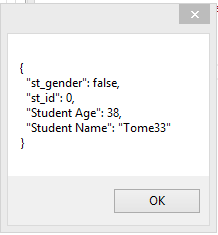 {
  "st_gender": false,
  "st_id": 0,
  "Student Age": 38,
  "Student Name": "Tome33"
}
OK